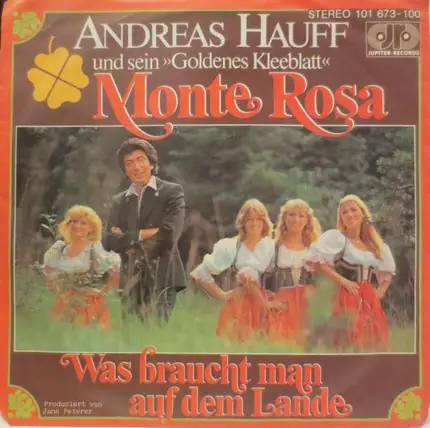 STEREO 101 673-100
ANDREAS HAUFF
und sein »Goldenes Kleeblatt«
JUPITER-RECORDS
Monte Rosa
Was braucht man
auf dem Lande
Produziert von
Jane Peterer